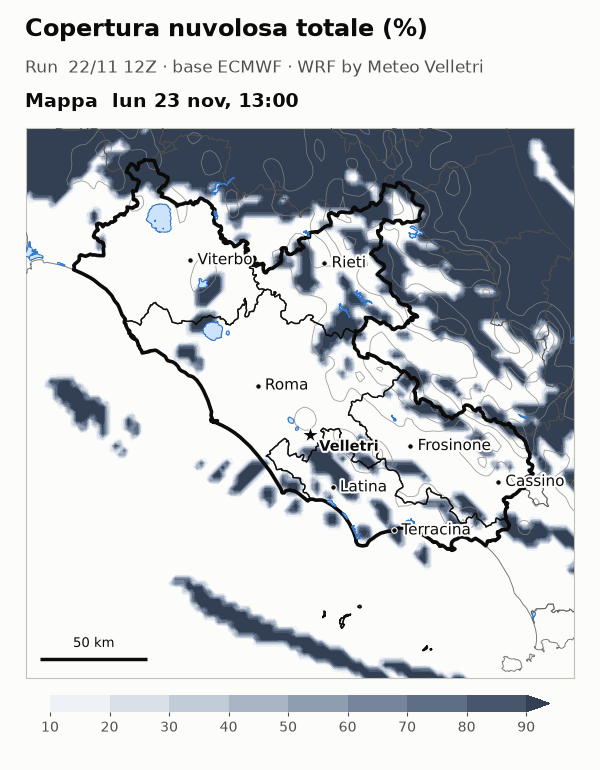 Copertura nuvolosa totale (%)
Run  22/11 12Z · base ECMWF · WRF by Meteo Velletri
Mappa  lun 23 nov, 13:00
Viterbo
Rieti
Roma
Velletri
Frosinone
Cassino
Latina
Terracina
50 km
10 20 30 40 50 60 70 80 90